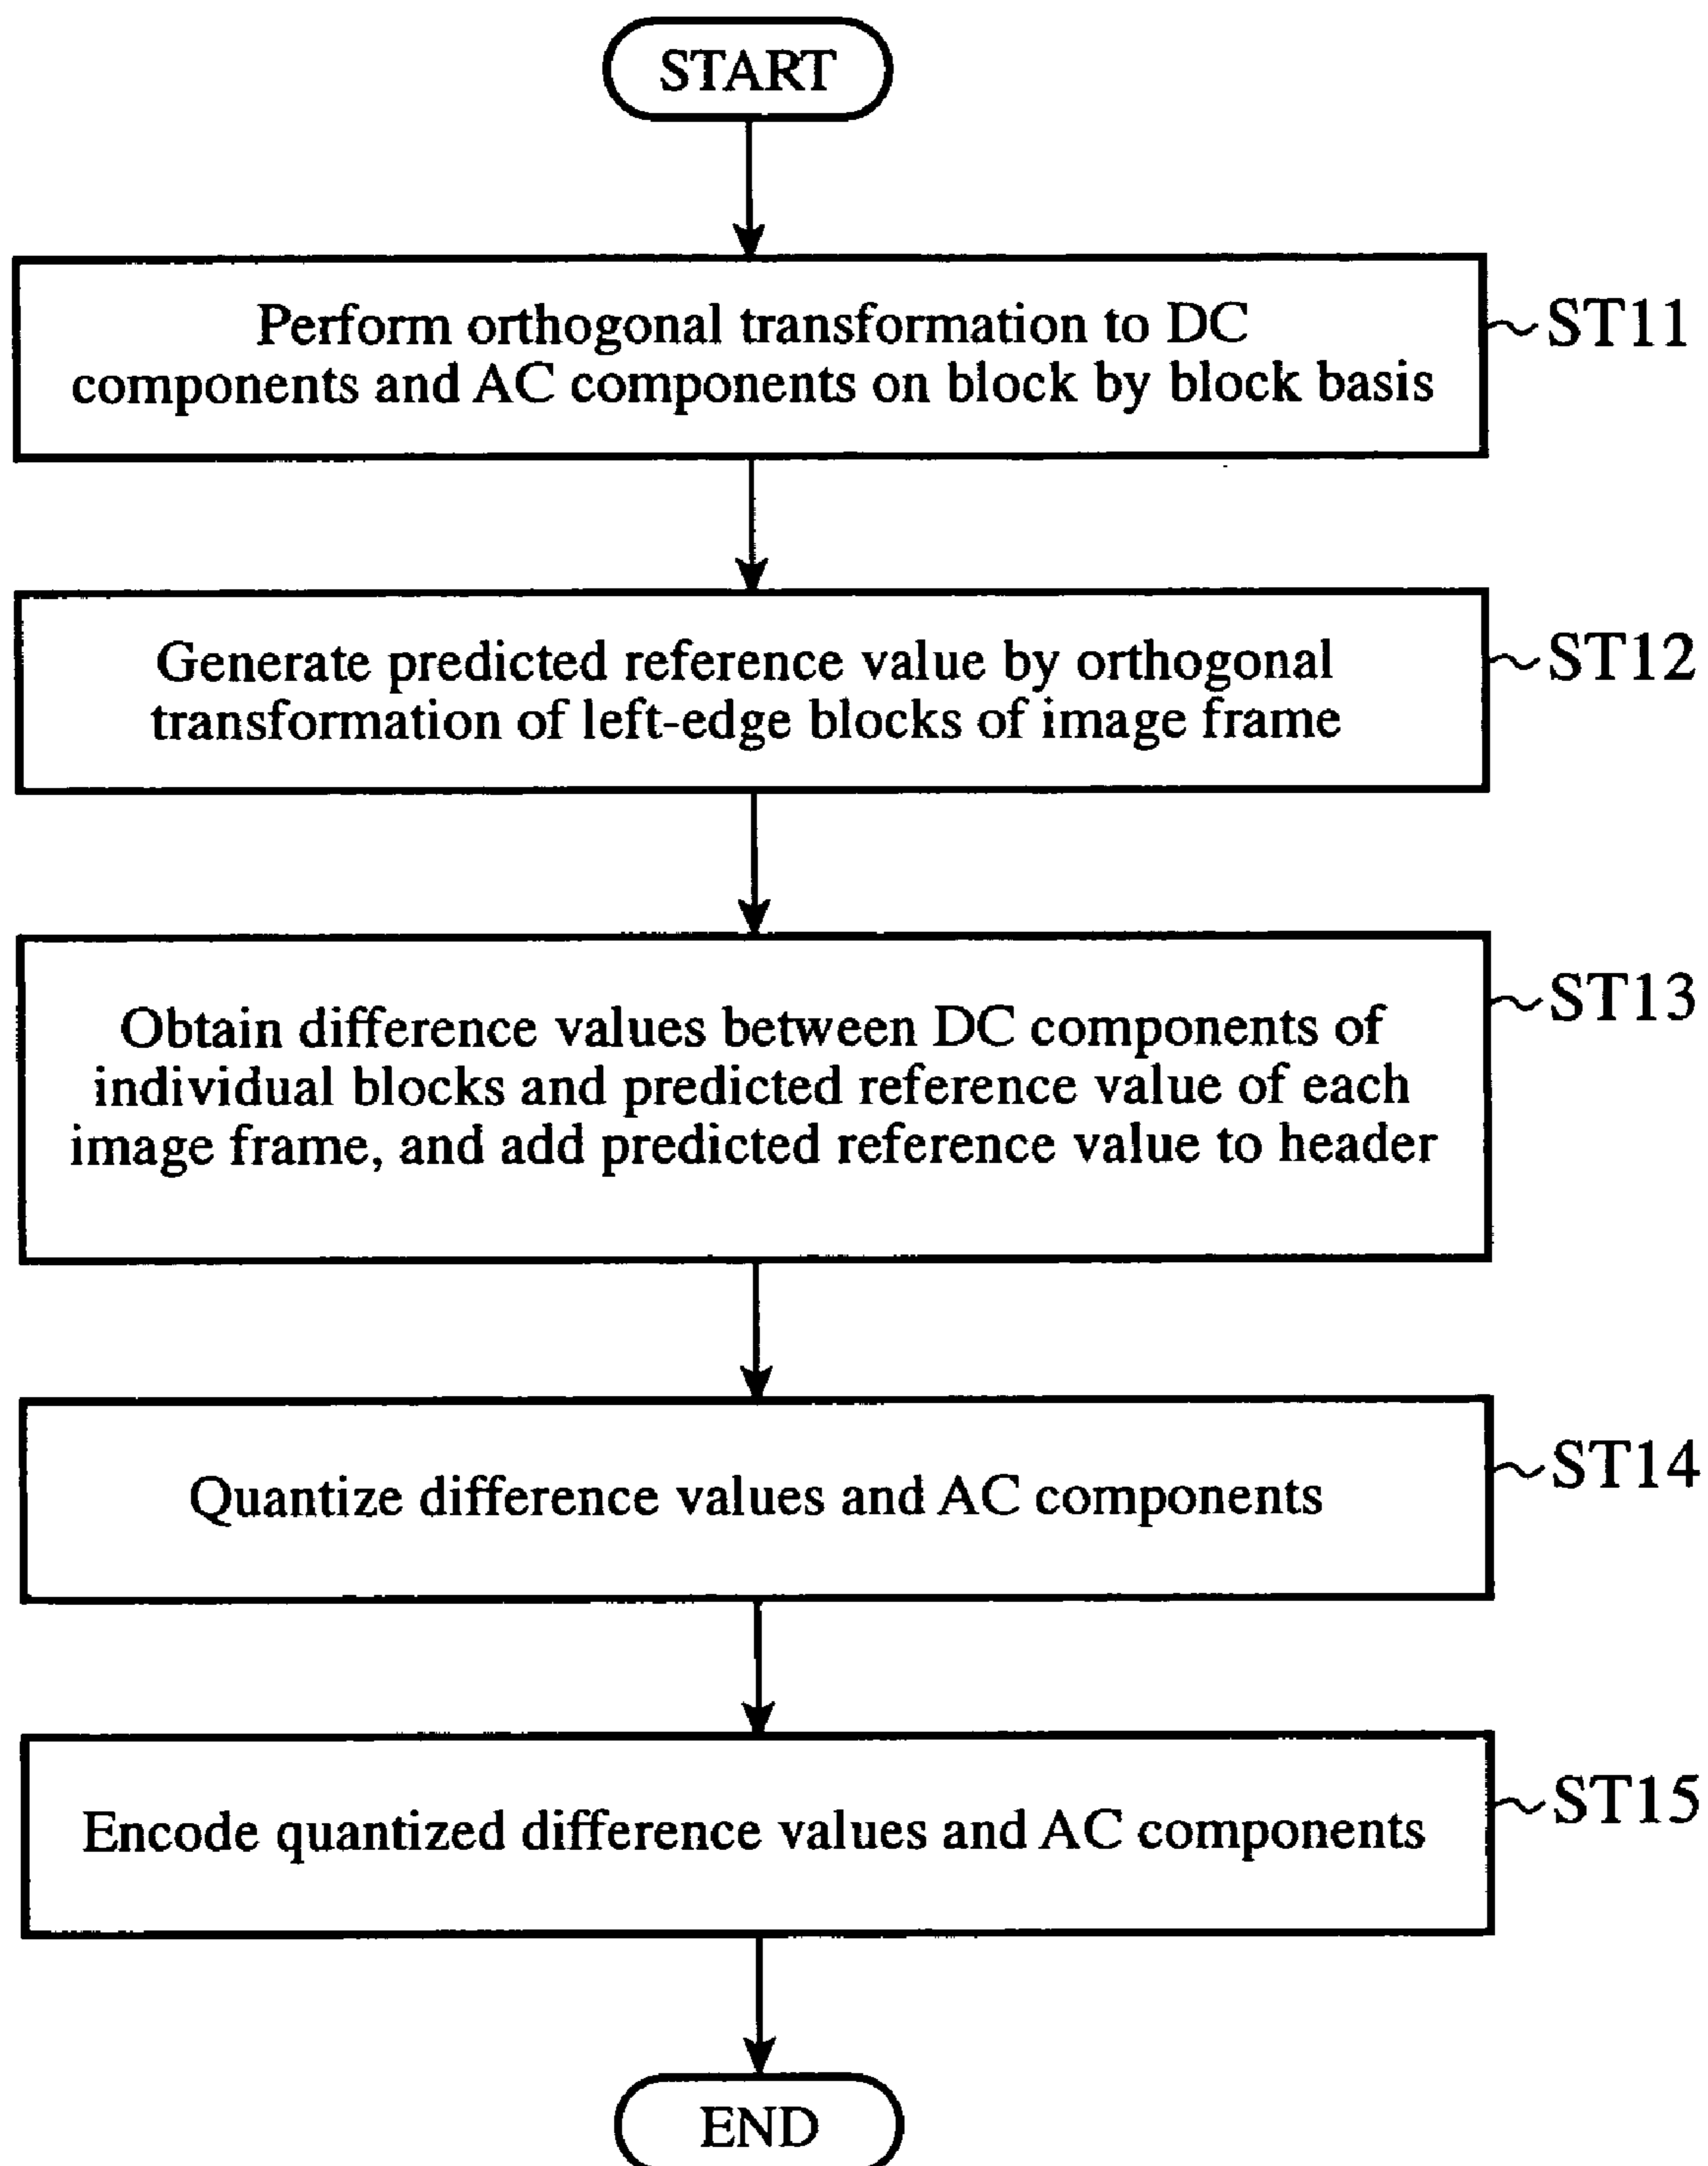 START
Perform orthogonal transformation to DC
components and AC components on block by block basis
ST11
Generate predicted reference value by orthogonal
transformation of left-edge blocks of image frame
ST12
Obtain difference values between DC components of
individual blocks and predicted reference value of each
image frame, and add predicted reference value to header
ST13
Quantize difference values and AC components
ST14
Encode quantized difference values and AC components
ST15
END